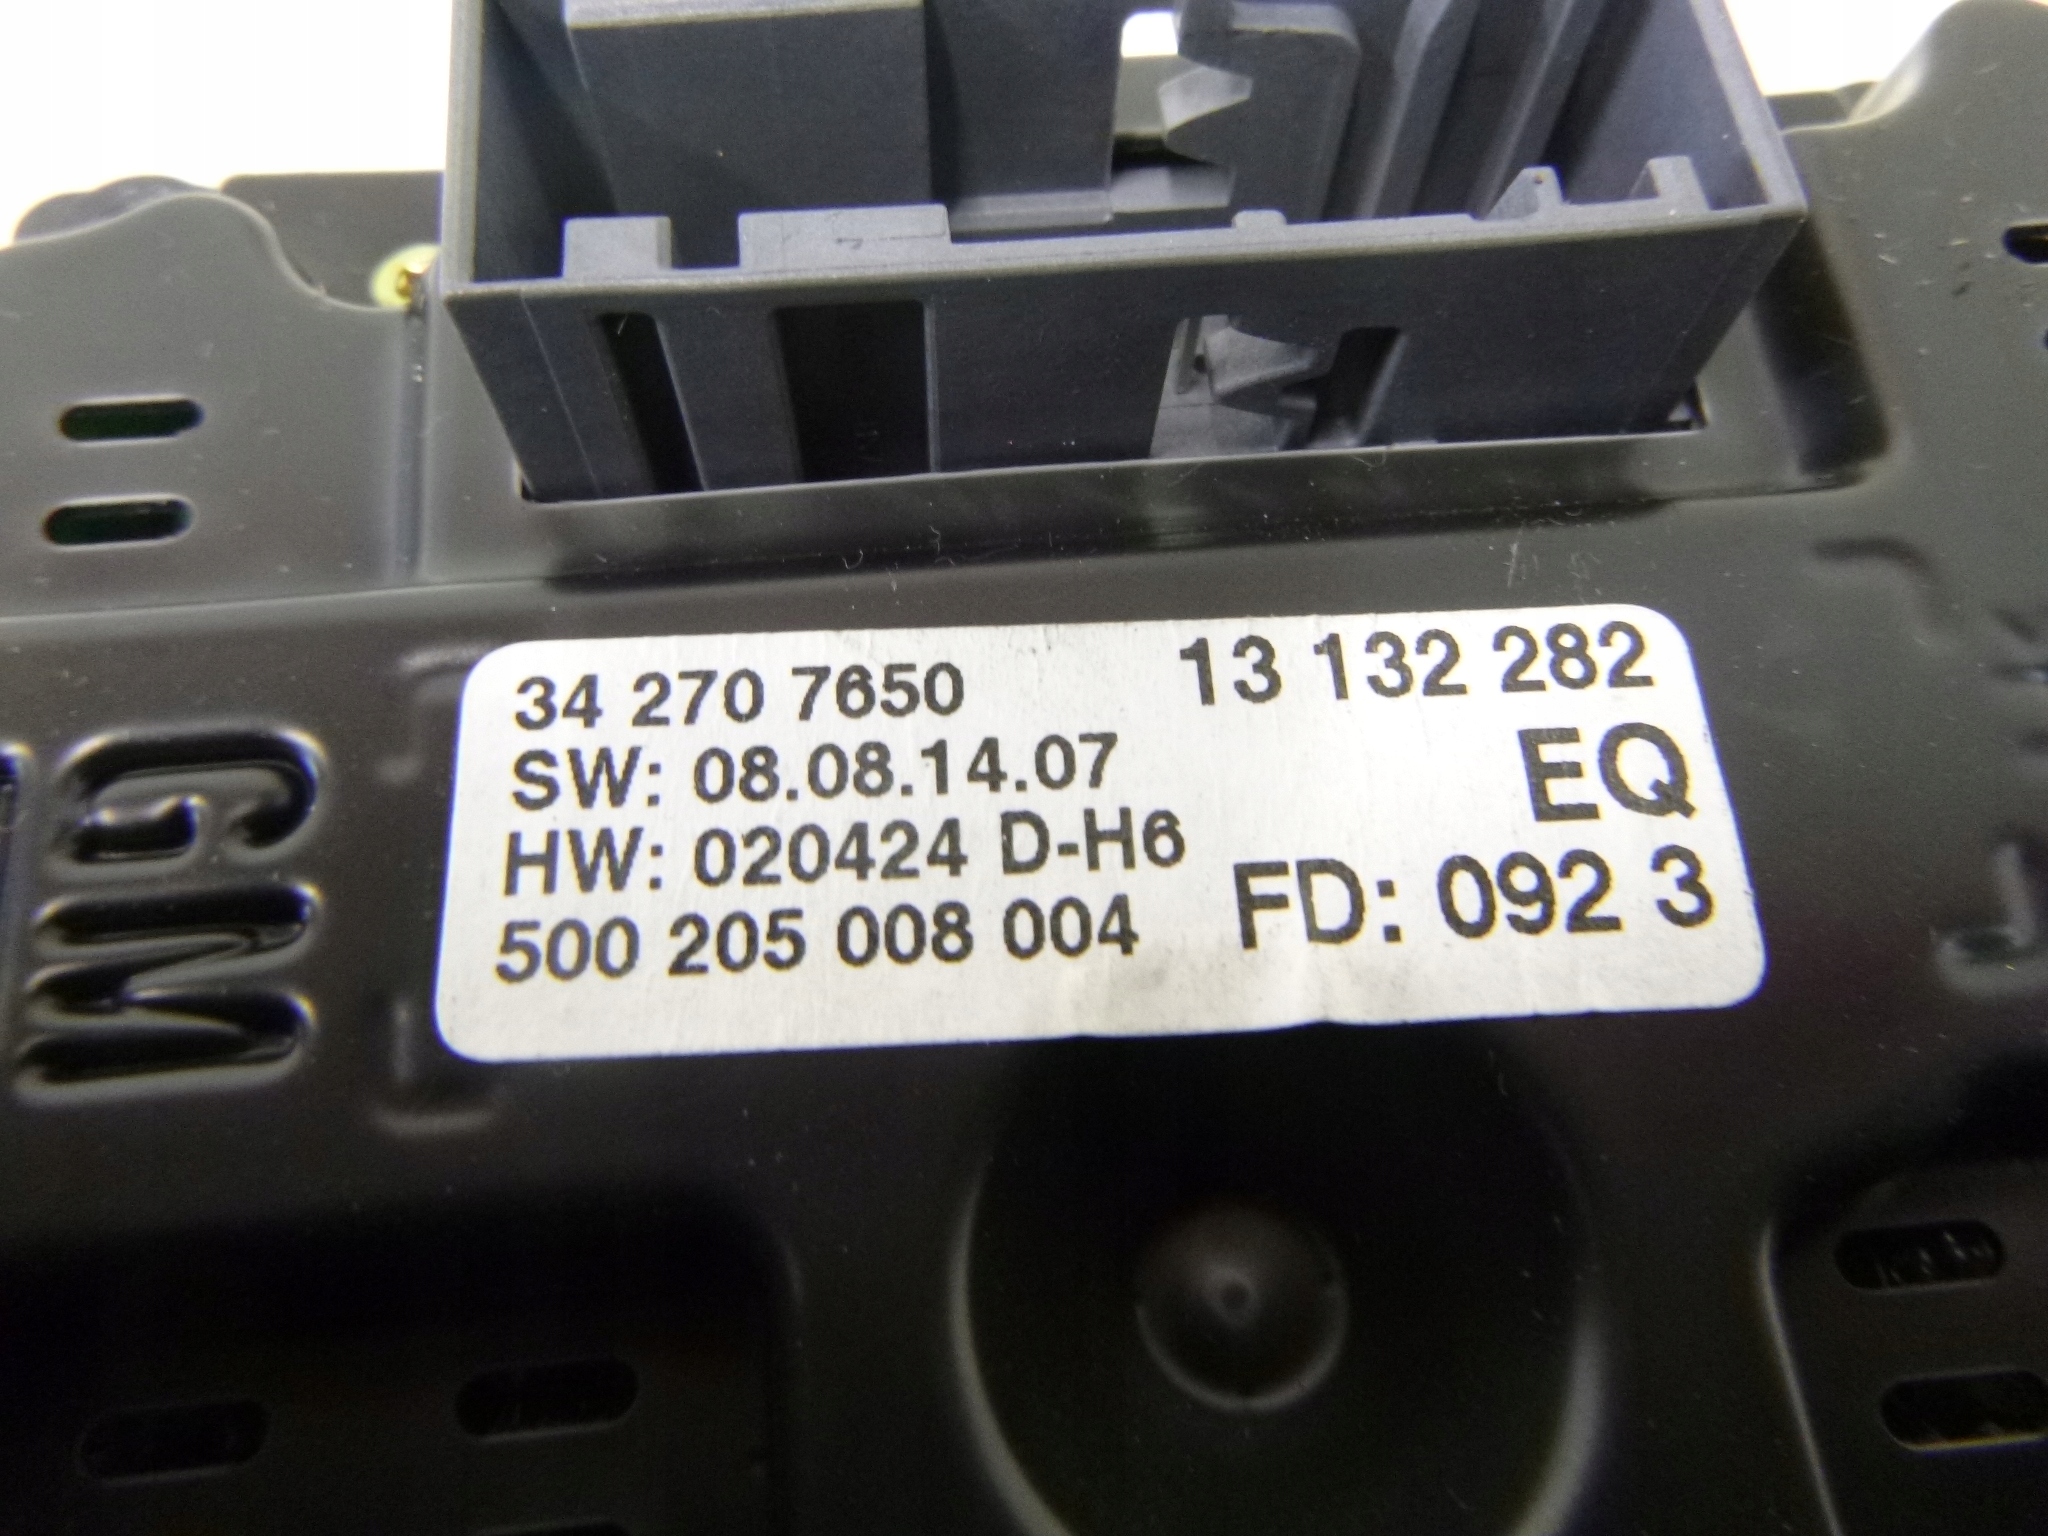 34 270 7650 13 132 282
SW: 08.08.14.07 EQ
HW: 020424 D-H6
500 205 008 004 FD: 092 3
GM